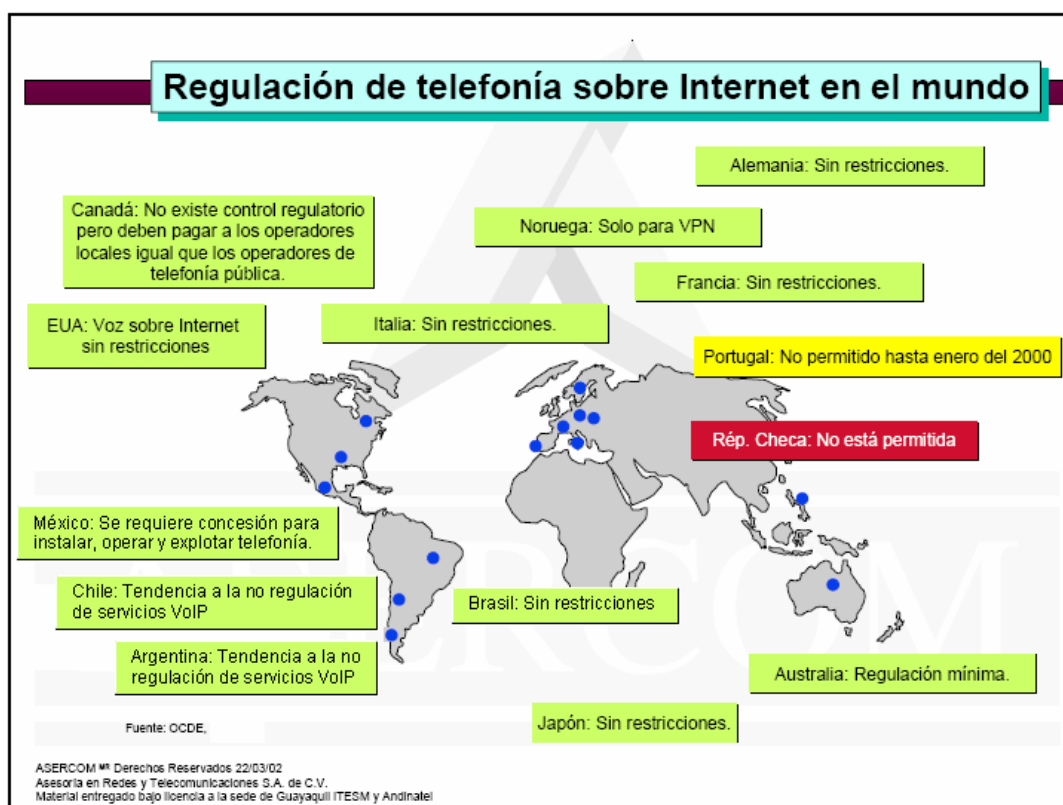 Regulación de telefonía sobre Internet en el mundo
Alemania: Sin restricciones.
Canadá: No existe control regulatorio
pero deben pagar a los operadores
locales igual que los operadores de
telefonía pública.
Noruega: Solo para VPN
Francia: Sin restricciones.
EUA: Voz sobre Internet
sin restricciones
Italia: Sin restricciones.
Portugal: No permitido hasta enero del 2000
Rép. Checa: No está permitida
México: Se requiere concesión para
instalar, operar y explotar telefonía.
Chile: Tendencia a la no regulación
de servicios VoIP
Brasil: Sin restricciones
Argentina: Tendencia a la no
regulación de servicios VoIP
Australia: Regulación mínima.
Japón: Sin restricciones.
Fuente: OCDE,
ASERCOM
ASERCOM MR Derechos Reservados 22/03/02
Asesoría en Redes y Telecomunicaciones S.A. de C.V.
Material entregado bajo licencia a la sede de Guayaquil ITESM y Andinatel